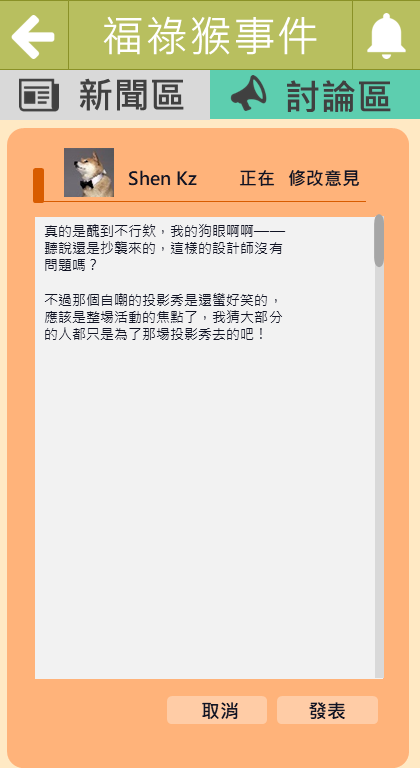 福祿猴事件
新聞區
討論區
Shen Kz 正在 修改意見
真的是醜到不行欸，我的狗眼啊啊——
聽說還是抄襲來的，這樣的設計師沒有
問題嗎？
不過那個自嘲的投影秀是還蠻好笑的，
應該是整場活動的焦點了，我猜大部分
的人都只是為了那場投影秀去的吧！
取消
發表